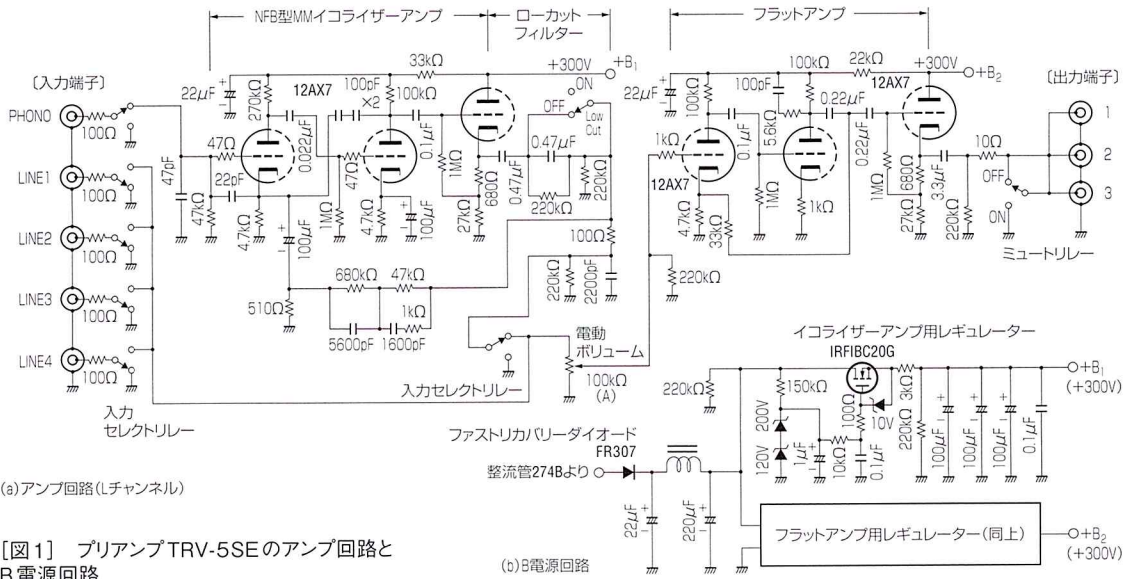 NFB型MMイコライザーアンプ
ローカット
フィルター
フラットアンプ
〔入力端子〕
〔出力端子〕
33kΩ
+300V
+B1
22kΩ
+300V
+B2
PHONO
100Ω
LINE1
100Ω
LINE2
100Ω
LINE3
100Ω
LINE4
100Ω
入力
セレクトリレー
22μF
270kΩ
12AX7
0.022μF
100pF
×2
100kΩ
0.1μF
ON
OFF
Low
Cut
47pF
47Ω
22pF
47kΩ
4.7kΩ
100μF
1MΩ
47Ω
4.7kΩ
100μF
1MΩ
680Ω
27kΩ
0.47μF
0.47μF
220kΩ
220kΩ
100Ω
220kΩ
2200pF
510Ω
680kΩ
47kΩ
1kΩ
5600pF
1600pF
入力セレクトリレー
電動
ボリューム
100kΩ
(A)
22μF
100kΩ
100pF
100kΩ
5.6kΩ
0.22μF
12AX7
1kΩ
12AX7
0.1μF
4.7kΩ
33kΩ
1MΩ
1kΩ
0.22μF
1MΩ
680Ω
27kΩ
3.3μF
220kΩ
10Ω
OFF
ON
ミュートリレー
1
2
3
220kΩ
イコライザーアンプ用レギュレーター
IRFIBC20G
220kΩ
150kΩ
200V
120V
1μF
10kΩ
100Ω
0.1μF
10V
3kΩ
220kΩ
100μF
100μF
100μF
0.1μF
+B1
(+300V)
ファストリカバリーダイオード
FR307
整流管274Bより
22μF
220μF
フラットアンプ用レギュレーター(同上)
+B2
(+300V)
(a)アンプ回路(Lチャンネル)
(b)B電源回路
[図1] プリアンプTRV-5SEのアンプ回路と
B電源回路